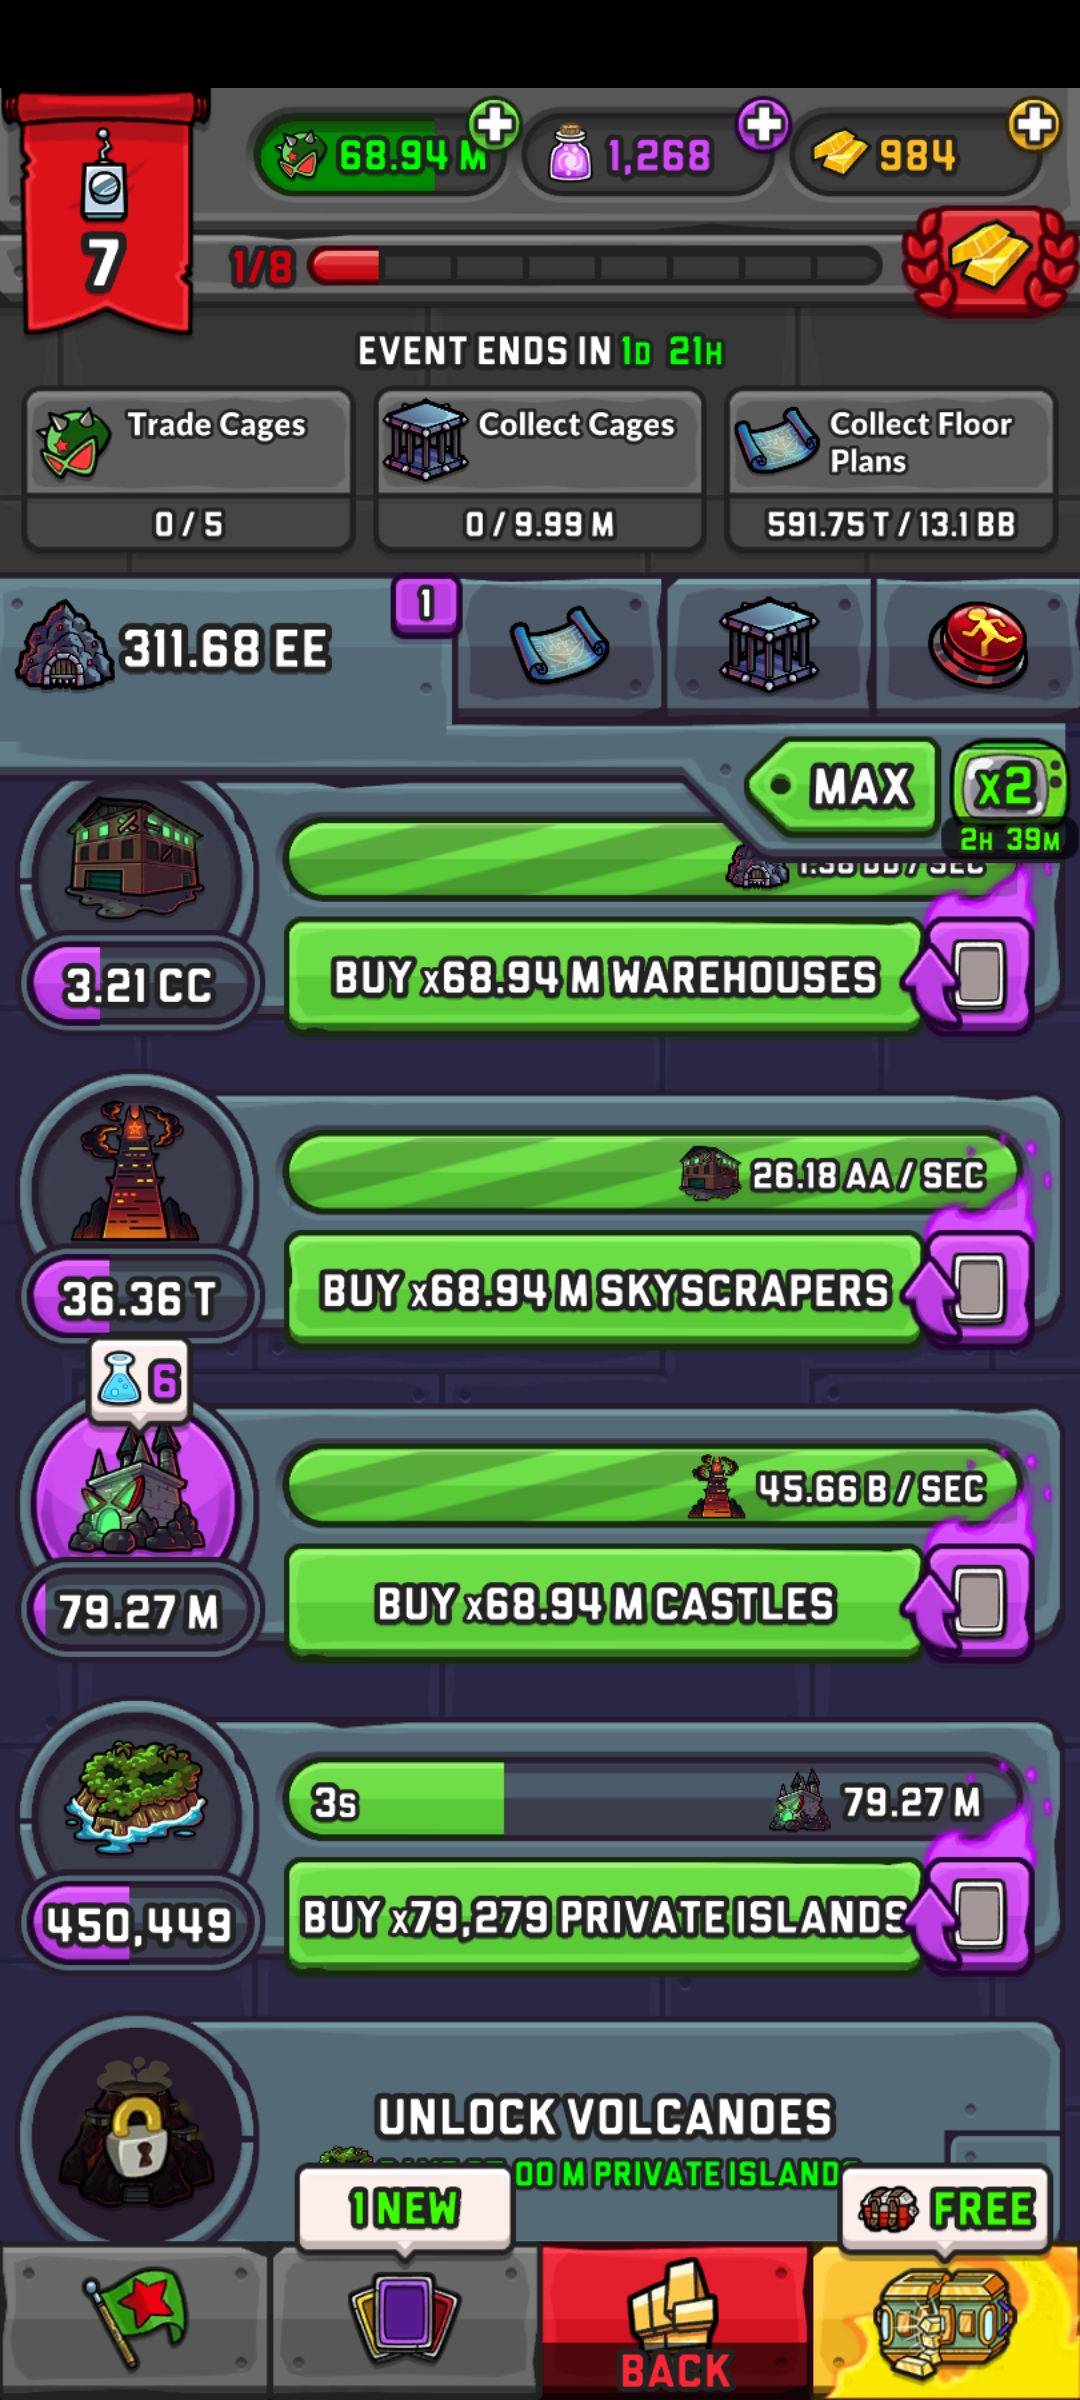 68.94 M
1,268
984
7
1/8
EVENT ENDS IN 1D 21H
Trade Cages
0 / 5
Collect Cages
0 / 9.99 M
Collect Floor
Plans
591.75 T / 13.1 BB
311.68 EE
1
MAX
x2
2H 39M
/ SEC
3.21 CC
BUY x68.94 M WAREHOUSES
26.18 AA / SEC
36.36 T
BUY x68.94 M SKYSCRAPERS
6
45.66 B / SEC
79.27 M
BUY x68.94 M CASTLES
3s
79.27 M
450,449
BUY x79,279 PRIVATE ISLANDS
UNLOCK VOLCANOES
00 M PRIVATE ISLANDS
1 NEW
FREE
BACK